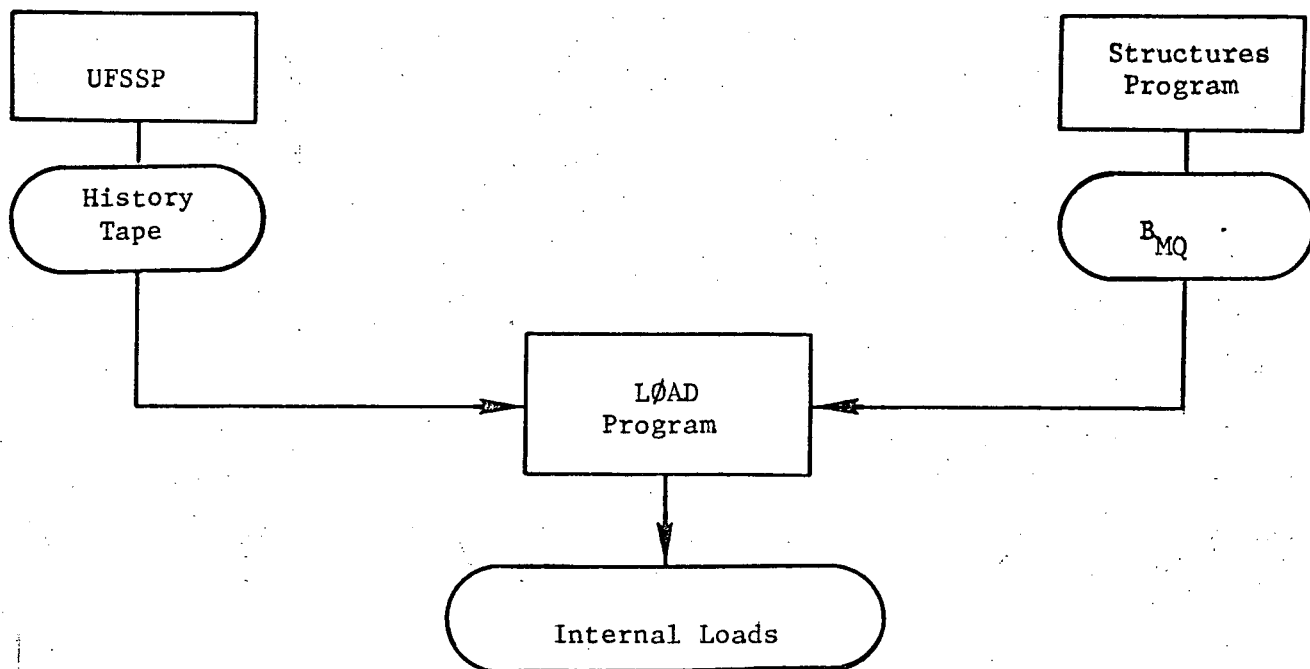 UFSSP
Structures
Program
History
Tape
B_MQ
LØAD
Program
Internal Loads